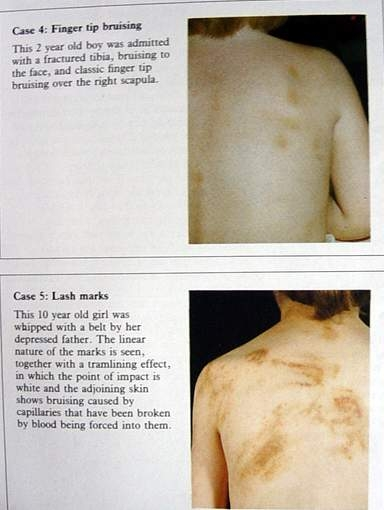 Case 4: Finger tip bruising
This 2 year old boy was admitted
with a fractured tibia, bruising to
the face, and classic finger tip
bruising over the right scapula.
Case 5: Lash marks
This 10 year old girl was
whipped with a belt by her
depressed father. The linear
nature of the marks is seen,
together with a tramlining effect,
in which the point of impact is
white and the adjoining skin
shows bruising caused by
capillaries that have been broken
by blood being forced into them.